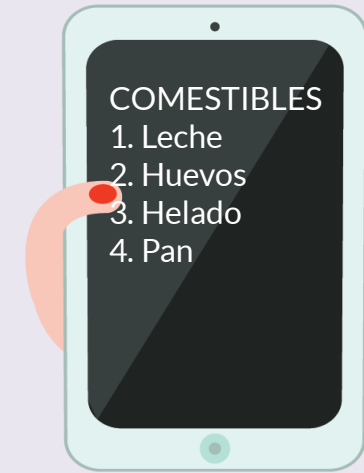 COMESTIBLES
1. Leche
2. Huevos
3. Helado
4. Pan